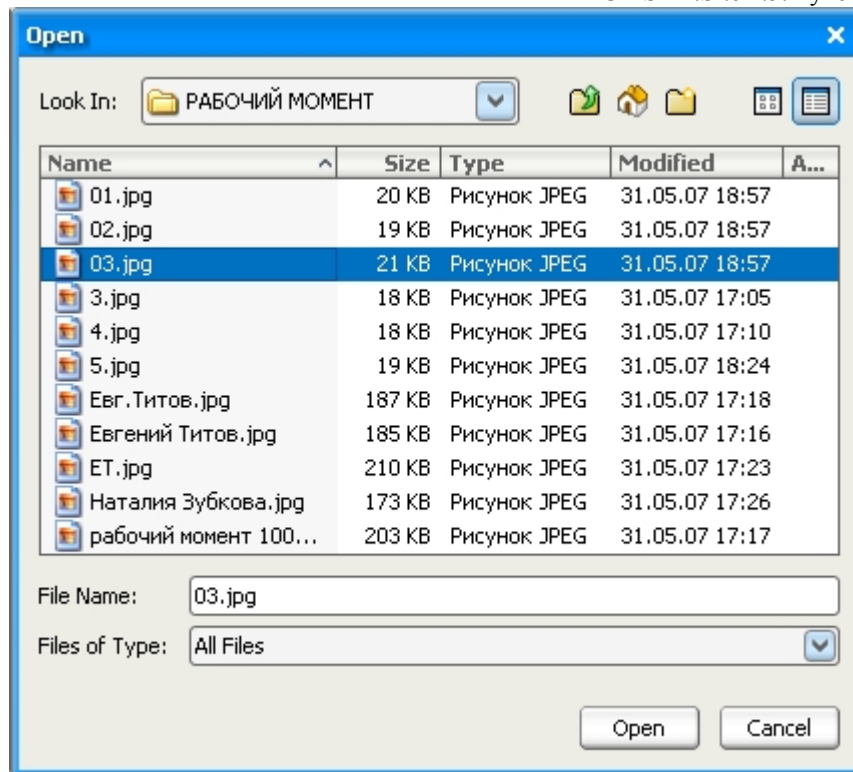 Open
Look In: РАБОЧИЙ МОМЕНТ
Name Size Type Modified A...
01.jpg 20 KB Рисунок JPEG 31.05.07 18:57
02.jpg 19 KB Рисунок JPEG 31.05.07 18:57
03.jpg 21 KB Рисунок JPEG 31.05.07 18:57
3.jpg 18 KB Рисунок JPEG 31.05.07 17:05
4.jpg 18 KB Рисунок JPEG 31.05.07 17:10
5.jpg 19 KB Рисунок JPEG 31.05.07 18:24
Евг.Титов.jpg 187 KB Рисунок JPEG 31.05.07 17:18
Евгений Титов.jpg 185 KB Рисунок JPEG 31.05.07 17:16
ЕТ.jpg 210 KB Рисунок JPEG 31.05.07 17:23
Наталия Зубкова.jpg 173 KB Рисунок JPEG 31.05.07 17:26
рабочий момент 100... 203 KB Рисунок JPEG 31.05.07 17:17
File Name: 03.jpg
Files of Type: All Files
Open Cancel